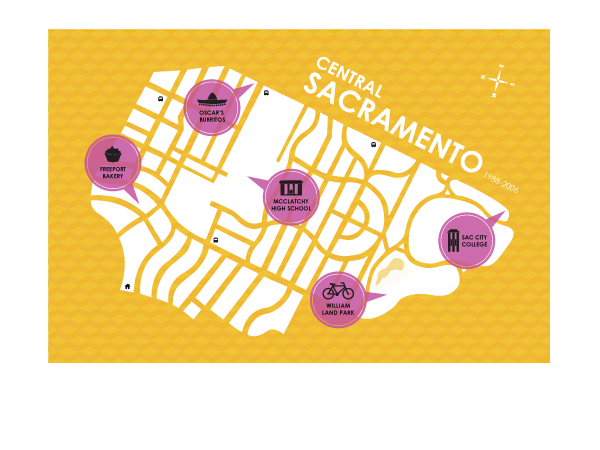 CENTRAL
SACRAMENTO
1988-2006
OSCAR'S
BURRITOS
FREEPORT
BAKERY
MCCLATCHY
HIGH SCHOOL
SAC CITY
COLLEGE
WILLIAM
LAND PARK